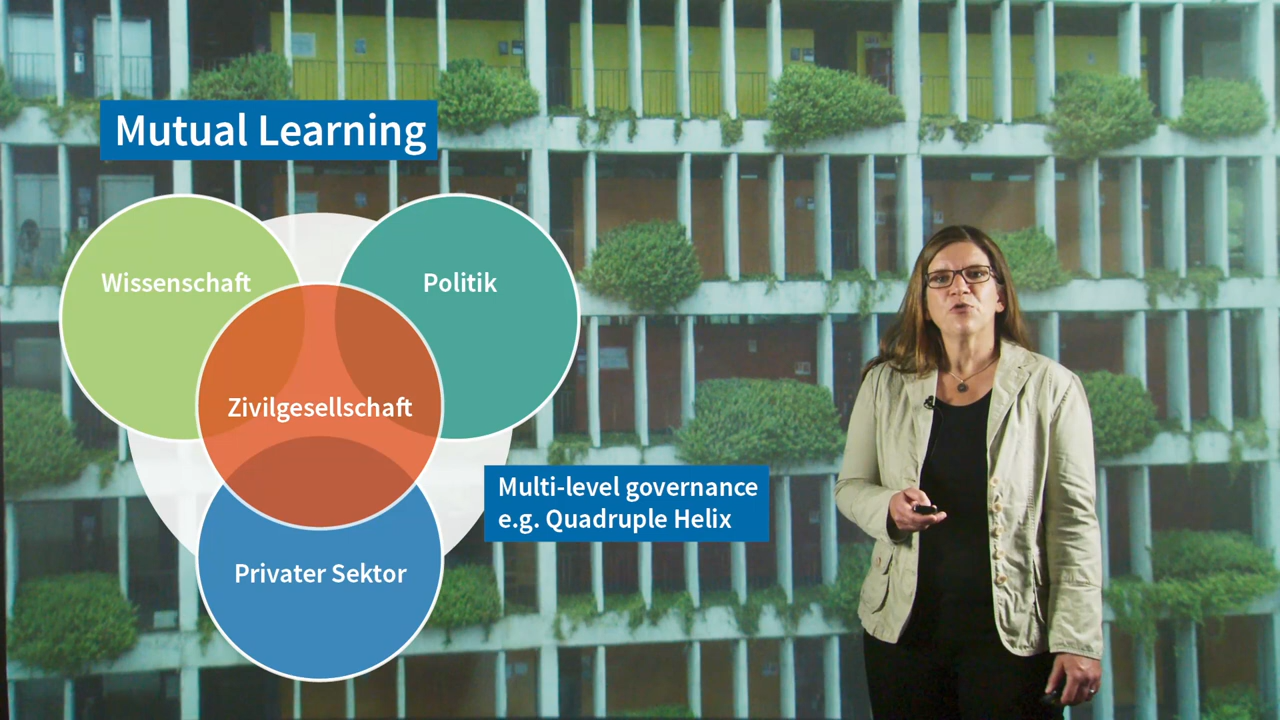 Mutual Learning
Wissenschaft
Politik
Zivilgesellschaft
Multi-level governance
e.g. Quadruple Helix
Privater Sektor